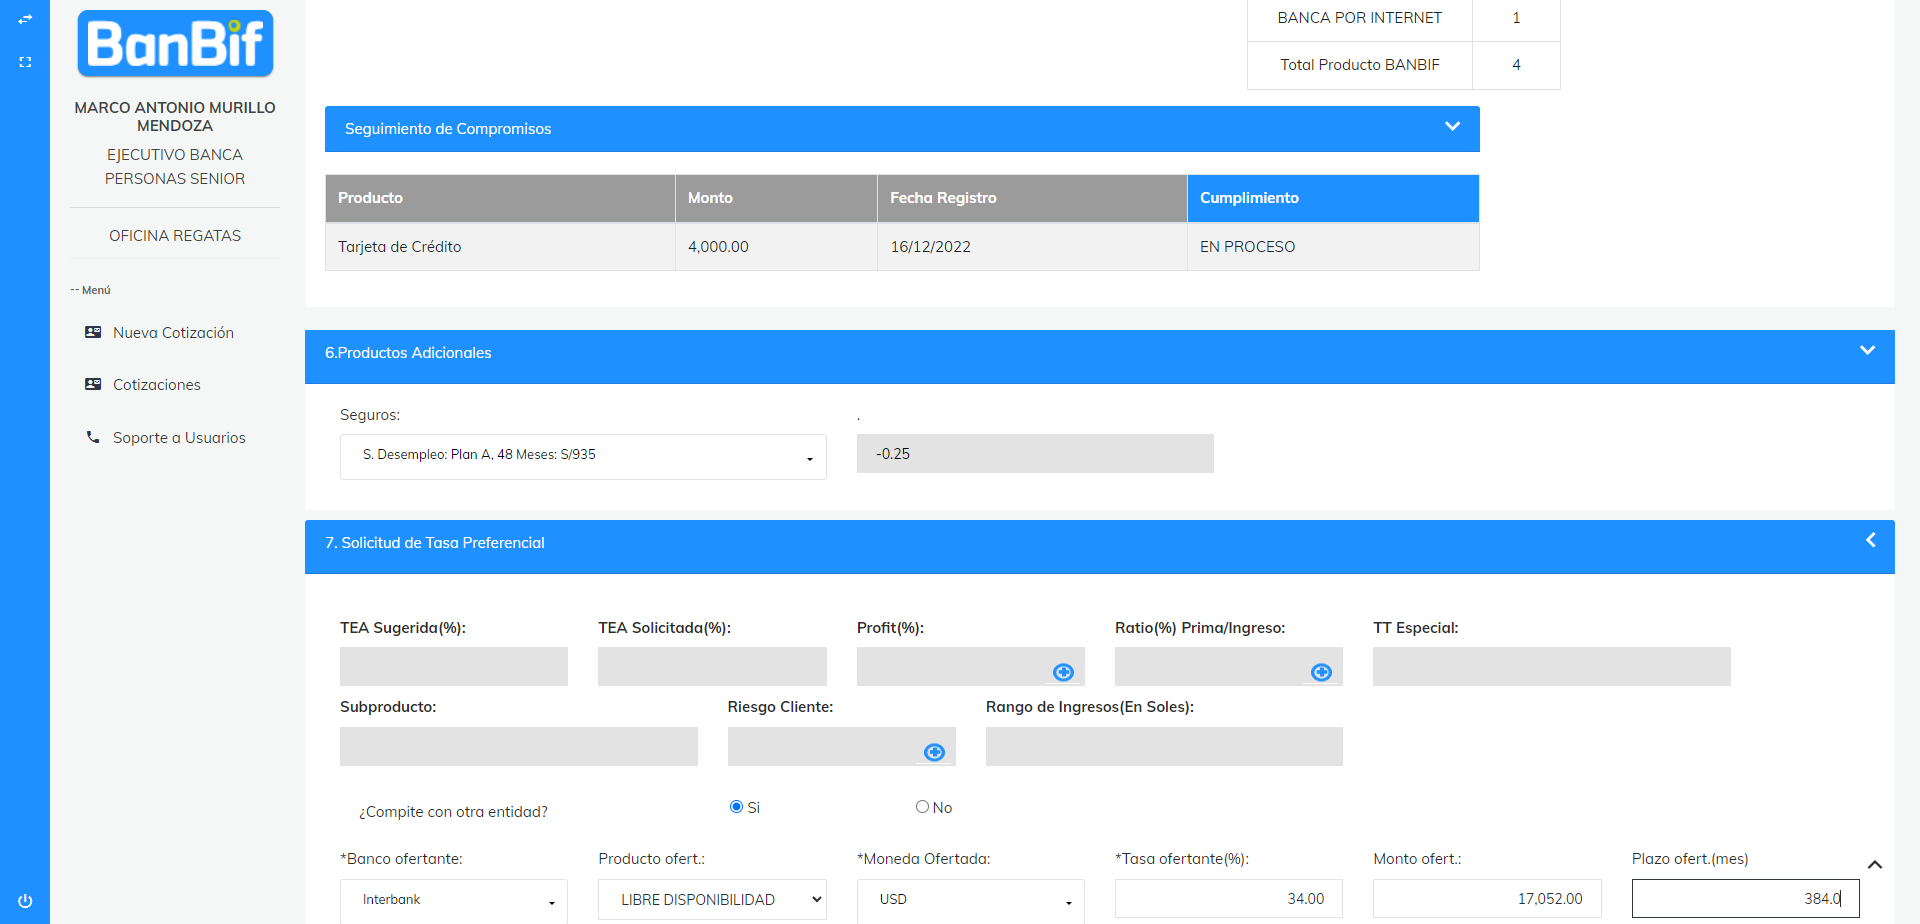 BanBif
MARCO ANTONIO MURILLO
MENDOZA
EJECUTIVO BANCA
PERSONAS SENIOR
OFICINA REGATAS
-- Menú
Nueva Cotización
Cotizaciones
Soporte a Usuarios
BANCA POR INTERNET 1
Total Producto BANBIF 4
Seguimiento de Compromisos
Producto Monto Fecha Registro Cumplimiento
Tarjeta de Crédito 4,000.00 16/12/2022 EN PROCESO
6.Productos Adicionales
Seguros: .
S. Desempleo: Plan A, 48 Meses: S/935 -0.25
7. Solicitud de Tasa Preferencial
TEA Sugerida(%): TEA Solicitada(%): Profit(%): Ratio(%) Prima/Ingreso: TT Especial:
Subproducto: Riesgo Cliente: Rango de Ingresos(En Soles):
¿Compite con otra entidad? Si No
*Banco ofertante: Producto ofert.: *Moneda Ofertada: *Tasa ofertante(%): Monto ofert.: Plazo ofert.(mes)
Interbank LIBRE DISPONIBILIDAD USD 34.00 17,052.00 384.0